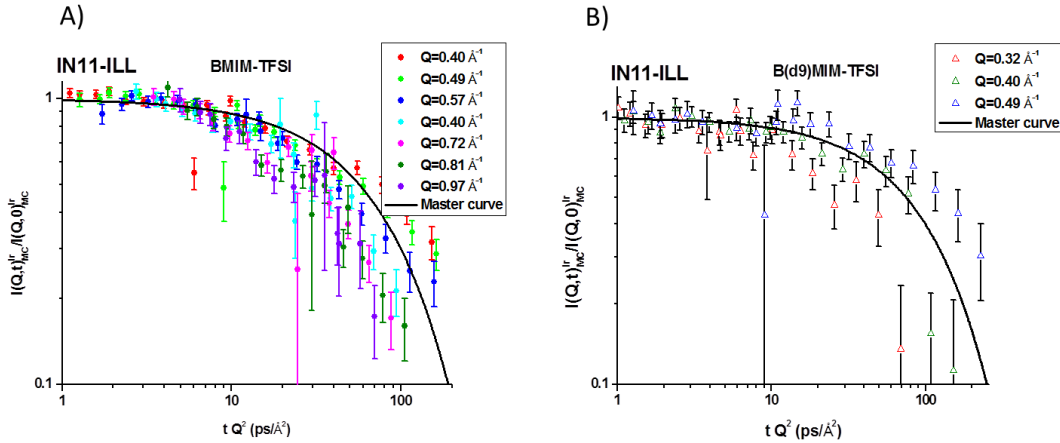 A)
IN11-ILL
BMIM-TFSI
Q=0.40 Å⁻¹
Q=0.49 Å⁻¹
Q=0.57 Å⁻¹
Q=0.40 Å⁻¹
Q=0.72 Å⁻¹
Q=0.81 Å⁻¹
Q=0.97 Å⁻¹
Master curve
I(Q,t)ᴵʳ_MC/I(Q,0)ᴵʳ_MC
1
0.1
1 10 100
t Q² (ps/Å²)
B)
IN11-ILL
B(d9)MIM-TFSI
Q=0.32 Å⁻¹
Q=0.40 Å⁻¹
Q=0.49 Å⁻¹
Master curve
I(Q,t)ᴵʳ_MC/I(Q,0)ᴵʳ_MC
1
0.1
1 10 100
t Q² (ps/Å²)